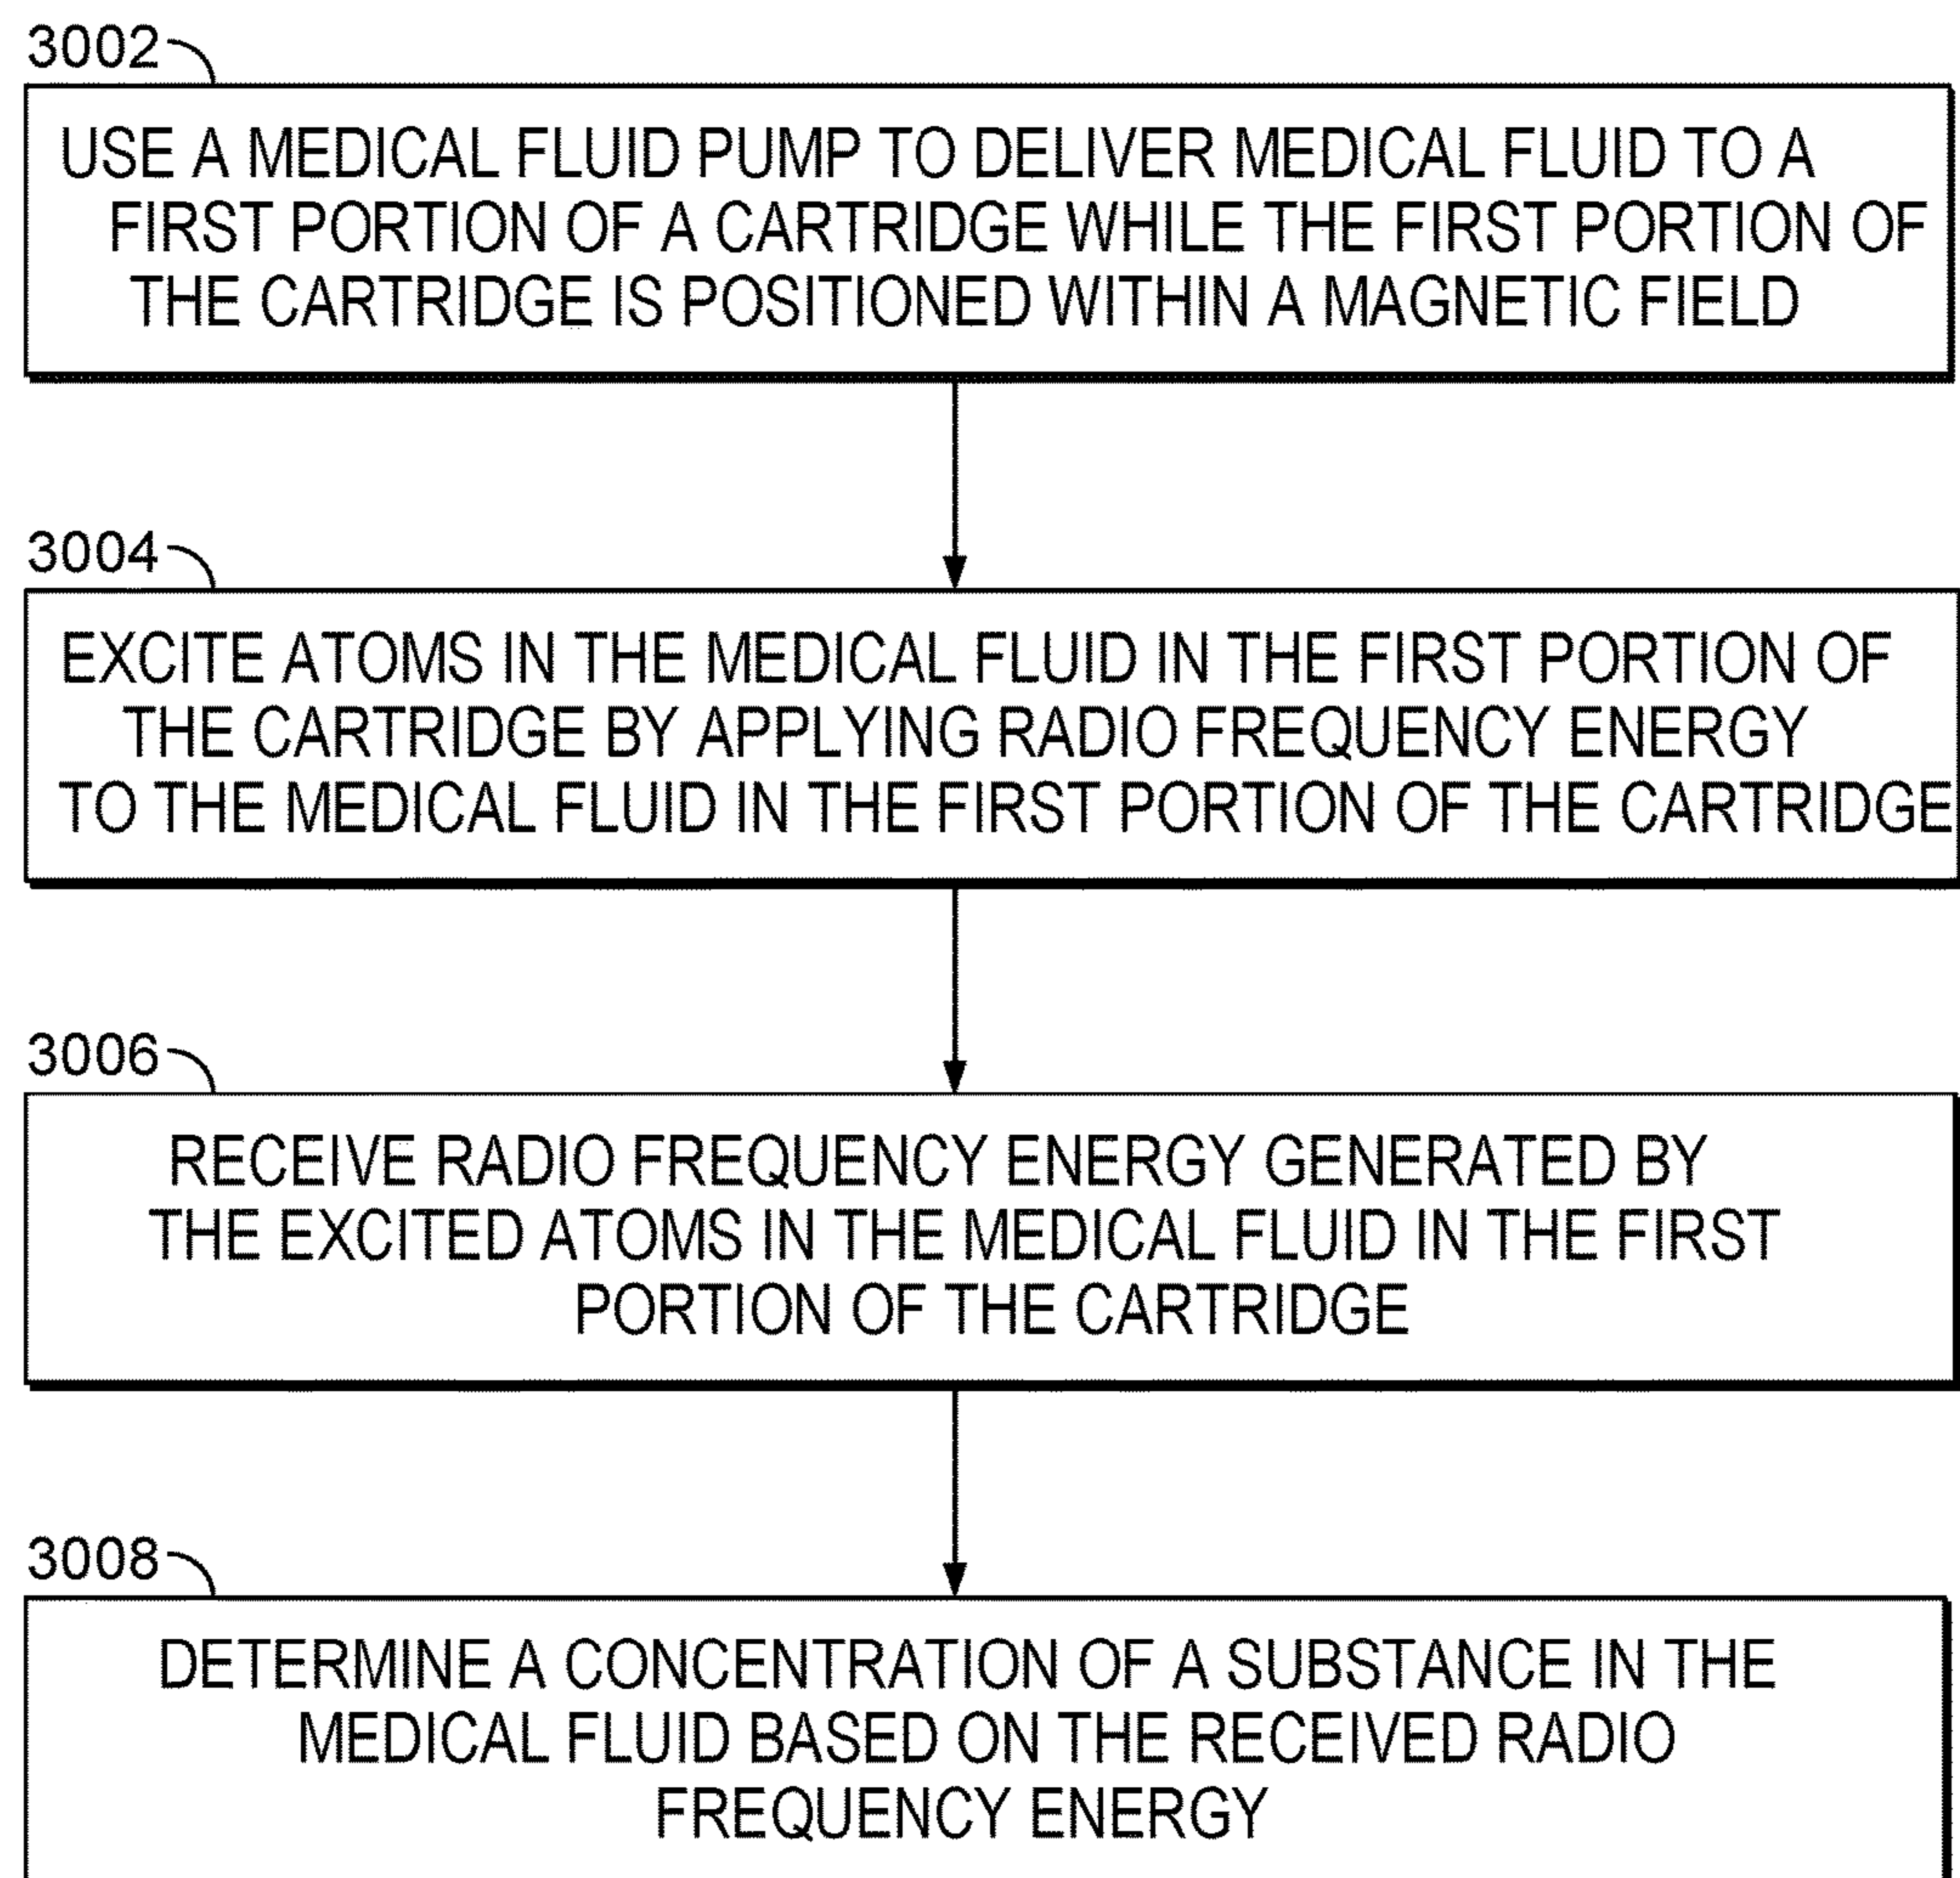 3002
USE A MEDICAL FLUID PUMP TO DELIVER MEDICAL FLUID TO A
FIRST PORTION OF A CARTRIDGE WHILE THE FIRST PORTION OF
THE CARTRIDGE IS POSITIONED WITHIN A MAGNETIC FIELD
3004
EXCITE ATOMS IN THE MEDICAL FLUID IN THE FIRST PORTION OF
THE CARTRIDGE BY APPLYING RADIO FREQUENCY ENERGY
TO THE MEDICAL FLUID IN THE FIRST PORTION OF THE CARTRIDGE
3006
RECEIVE RADIO FREQUENCY ENERGY GENERATED BY
THE EXCITED ATOMS IN THE MEDICAL FLUID IN THE FIRST
PORTION OF THE CARTRIDGE
3008
DETERMINE A CONCENTRATION OF A SUBSTANCE IN THE
MEDICAL FLUID BASED ON THE RECEIVED RADIO
FREQUENCY ENERGY